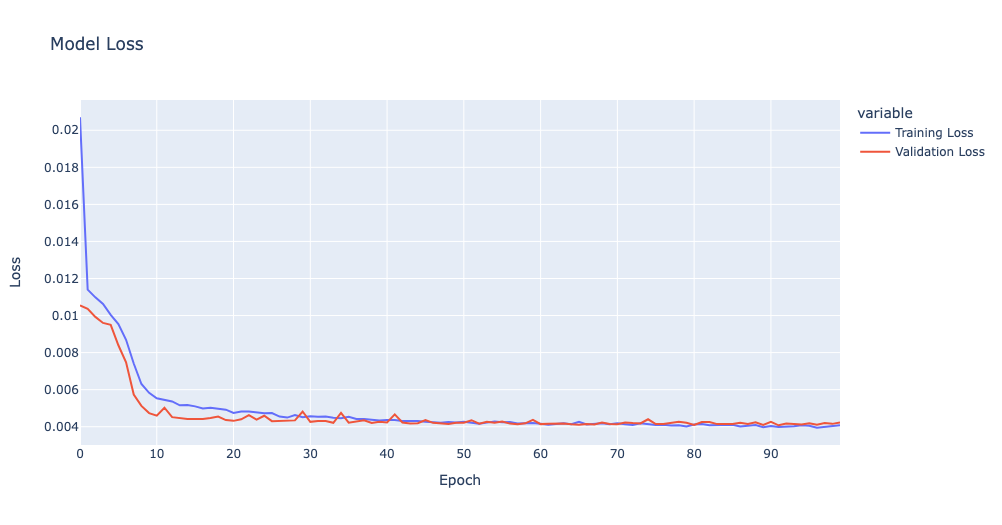 Model Loss
variable
Training Loss
Validation Loss
0.02
0.018
0.016
0.014
0.012
0.01
0.008
0.006
0.004
Loss
0 10 20 30 40 50 60 70 80 90
Epoch